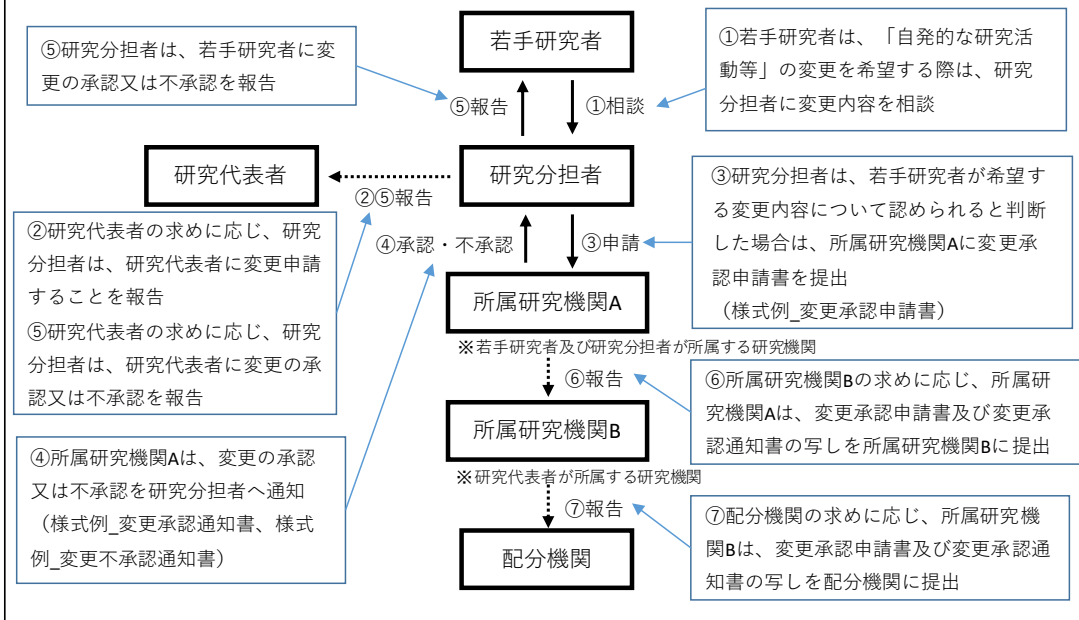 ⑤研究分担者は、若手研究者に変
更の承認又は不承認を報告
若手研究者
①若手研究者は、「自発的な研究活
動等」の変更を希望する際は、研究
分担者に変更内容を相談
⑤報告
①相談
研究代表者
研究分担者
②⑤報告
②研究代表者の求めに応じ、研究
分担者は、研究代表者に変更申請
することを報告
⑤研究代表者の求めに応じ、研究
分担者は、研究代表者に変更の承
認又は不承認を報告
④承認・不承認
③申請
③研究分担者は、若手研究者が希望す
る変更内容について認められると判断
した場合は、所属研究機関Aに変更承
認申請書を提出
（様式例_変更承認申請書）
所属研究機関A
※若手研究者及び研究分担者が所属する研究機関
⑥報告
⑥所属研究機関Bの求めに応じ、所属研
究機関Aは、変更承認申請書及び変更承
認通知書の写しを所属研究機関Bに提出
所属研究機関B
※研究代表者が所属する研究機関
④所属研究機関Aは、変更の承認
又は不承認を研究分担者へ通知
（様式例_変更承認通知書、様式
例_変更不承認通知書）
⑦報告
⑦配分機関の求めに応じ、所属研究機
関Bは、変更承認申請書及び変更承認通
知書の写しを配分機関に提出
配分機関